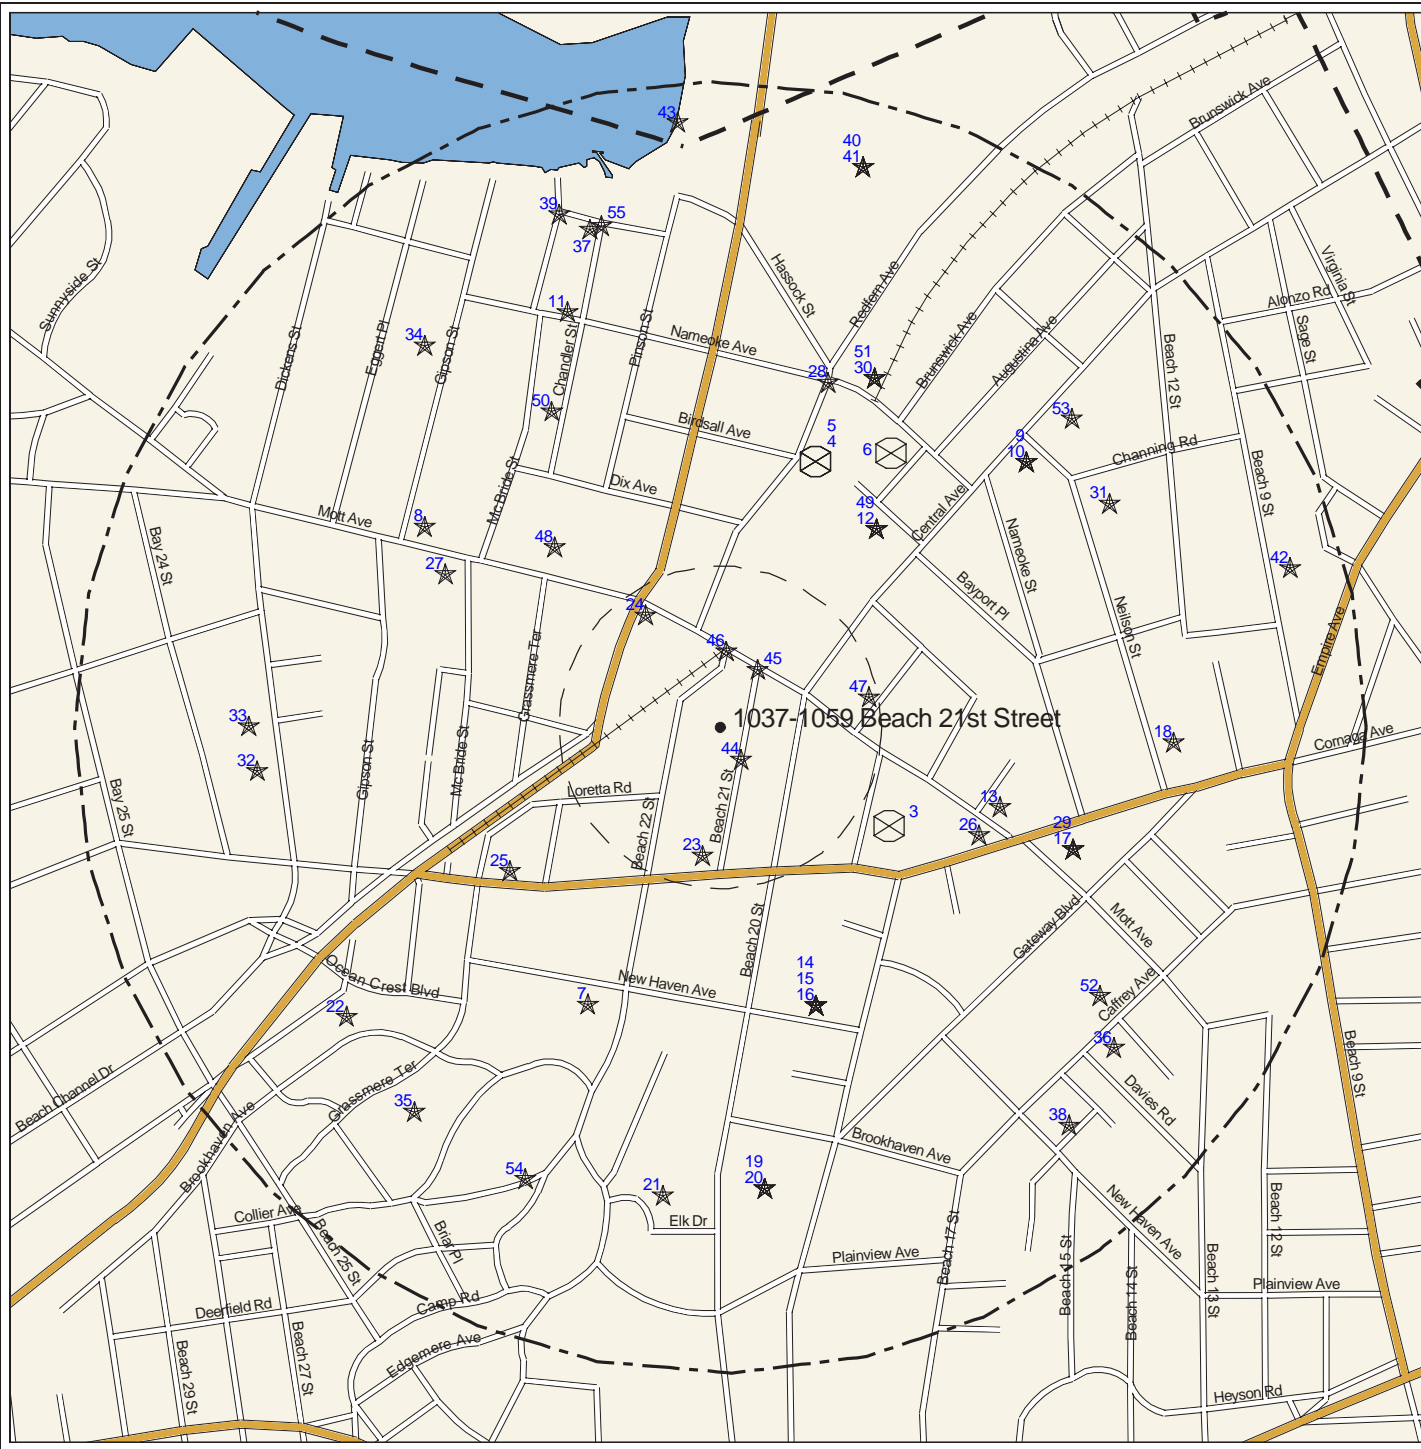 43
40
41
Brunswick Ave
39
55
37
Hassock St
Redfern Ave
Virginia St
Sunnyside St
Alonzo Rd
Sage St
11
34
Dickens St
Eggert Pl
Gipson St
Chandler St
Pinson St
Nameoke Ave
28
51
30
Brunswick Ave
Augustina Ave
Beach 12 St
50
Birdsall Ave
5
4
6
53
9
10
Channing Rd
Mc Bride St
Dix Ave
Beach 9 St
31
Mott Ave
8
48
49
12
Central Ave
Nameoke St
Bay 24 St
27
42
Bayport Pl
Neilson St
24
46
45
Empire Ave
Grassmere Ter
47
1037-1059 Beach 21st Street
33
32
44
18
Cornaga Ave
Gipson St
Mc Bride St
Loretta Rd
Beach 22 St
Beach 21 St
Bay 25 St
3
13
26
29
17
23
25
Beach 20 St
Gateway Blvd
Mott Ave
Ocean Crest Blvd
New Haven Ave
14
15
16
7
22
52
Caffrey Ave
36
Beach 9 St
Beach Channel Dr
Grassmere Ter
35
Davies Rd
38
Brookhaven Ave
Brookhaven Ave
54
21
19
20
Elk Dr
Collier Ave
Beach 25 St
Briar Pl
Plainview Ave
Beach 17 St
New Haven Ave
Beach 12 St
Beach 15 St
Beach 14 St
Beach 13 St
Plainview Ave
Deerfield Rd
Camp Rd
Edgemere Ave
Beach 29 St
Beach 27 St
Heyson Rd